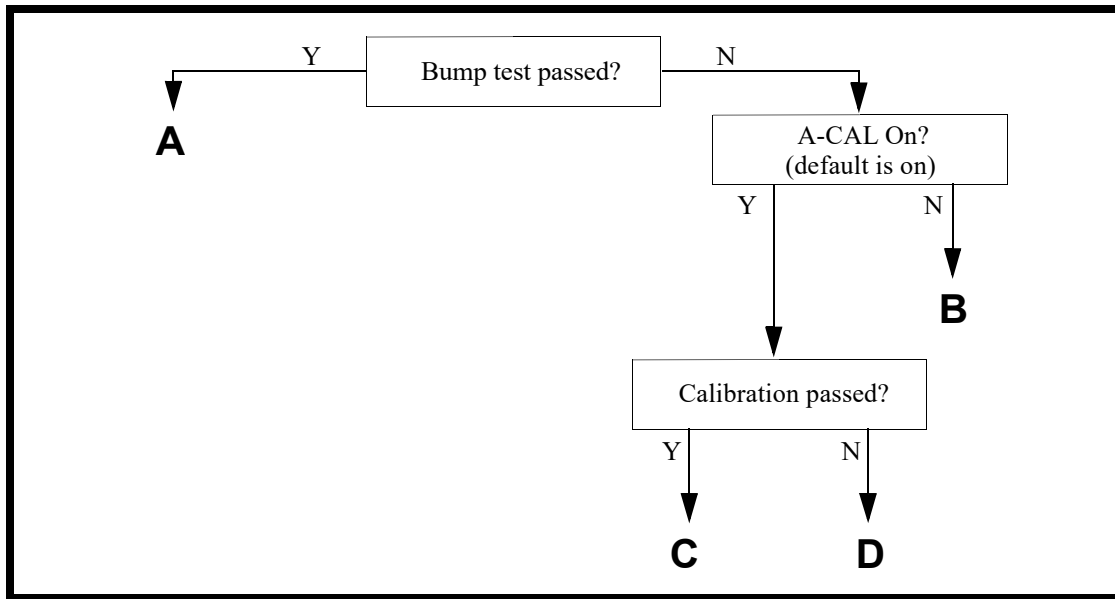 Y
Bump test passed?
N
A
A-CAL On?
(default is on)
Y
N
B
Calibration passed?
Y
N
C
D